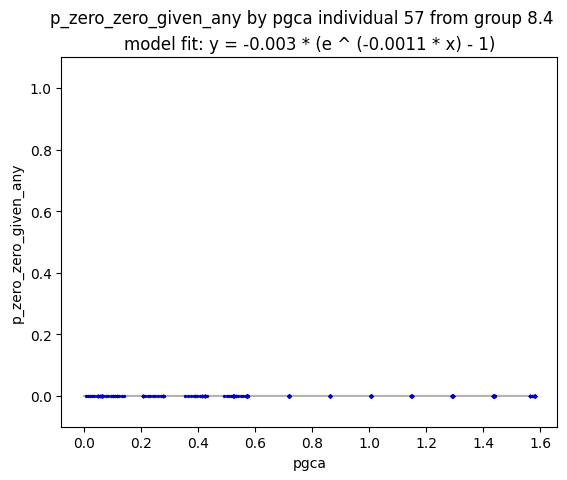 p_zero_zero_given_any by pgca individual 57 from group 8.4
model fit: y = -0.003 * (e ^ (-0.0011 * x) - 1)
1.0
0.8
0.6
0.4
0.2
0.0
p_zero_zero_given_any
0.0 0.2 0.4 0.6 0.8 1.0 1.2 1.4 1.6
pgca